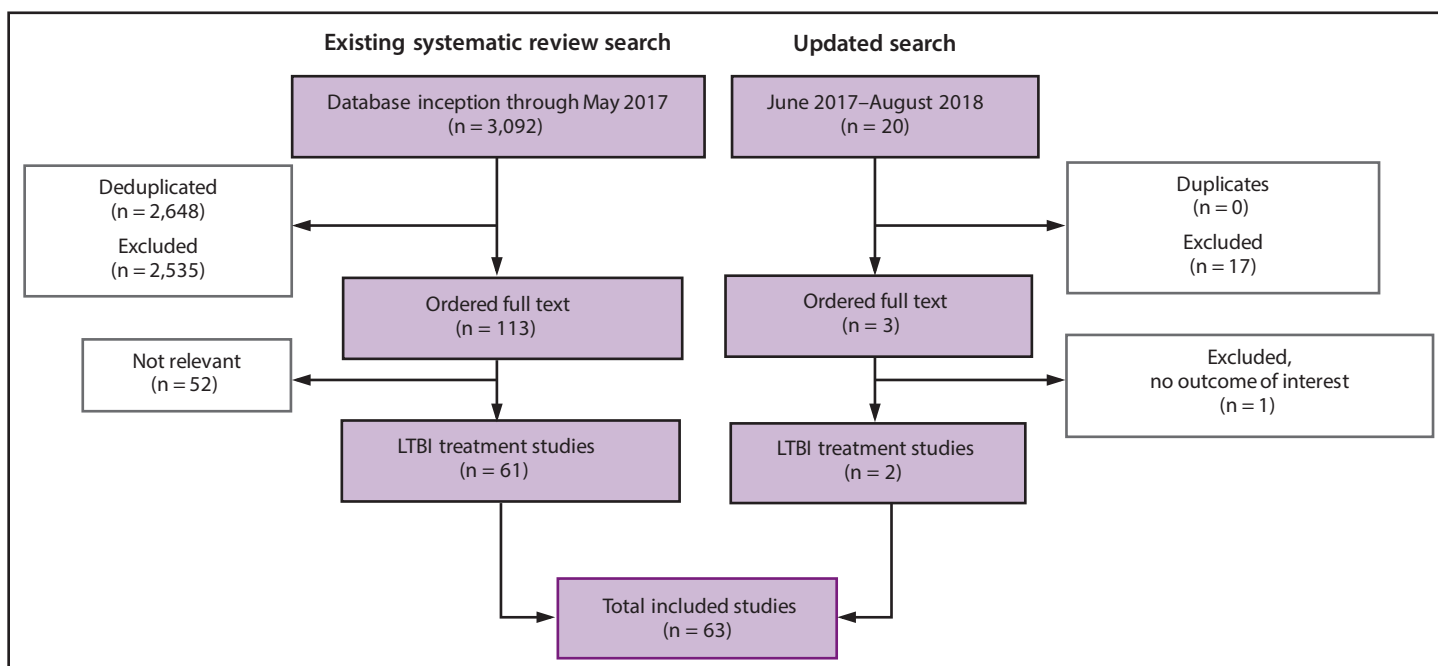 Existing systematic review search
Database inception through May 2017
(n = 3,092)
Deduplicated
(n = 2,648)
Excluded
(n = 2,535)
Ordered full text
(n = 113)
Not relevant
(n = 52)
LTBI treatment studies
(n = 61)
Updated search
June 2017–August 2018
(n = 20)
Duplicates
(n = 0)
Excluded
(n = 17)
Ordered full text
(n = 3)
Excluded,
no outcome of interest
(n = 1)
LTBI treatment studies
(n = 2)
Total included studies
(n = 63)